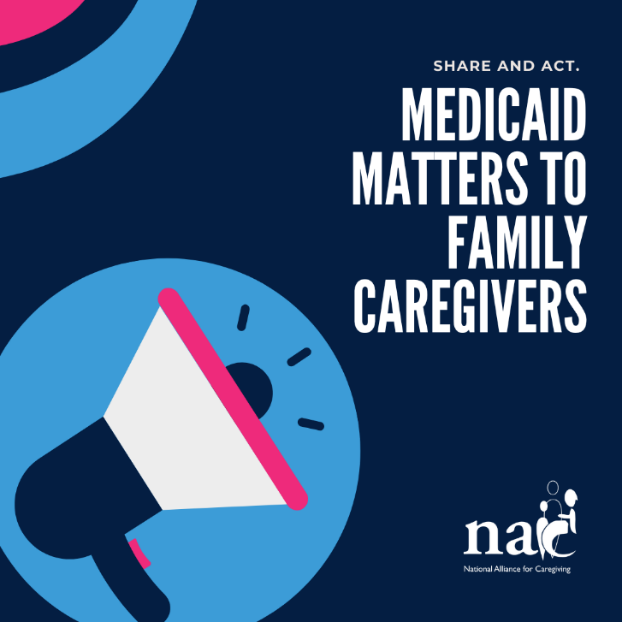 SHARE AND ACT.
MEDICAID
MATTERS TO
FAMILY
CAREGIVERS
nac
National Alliance for Caregiving